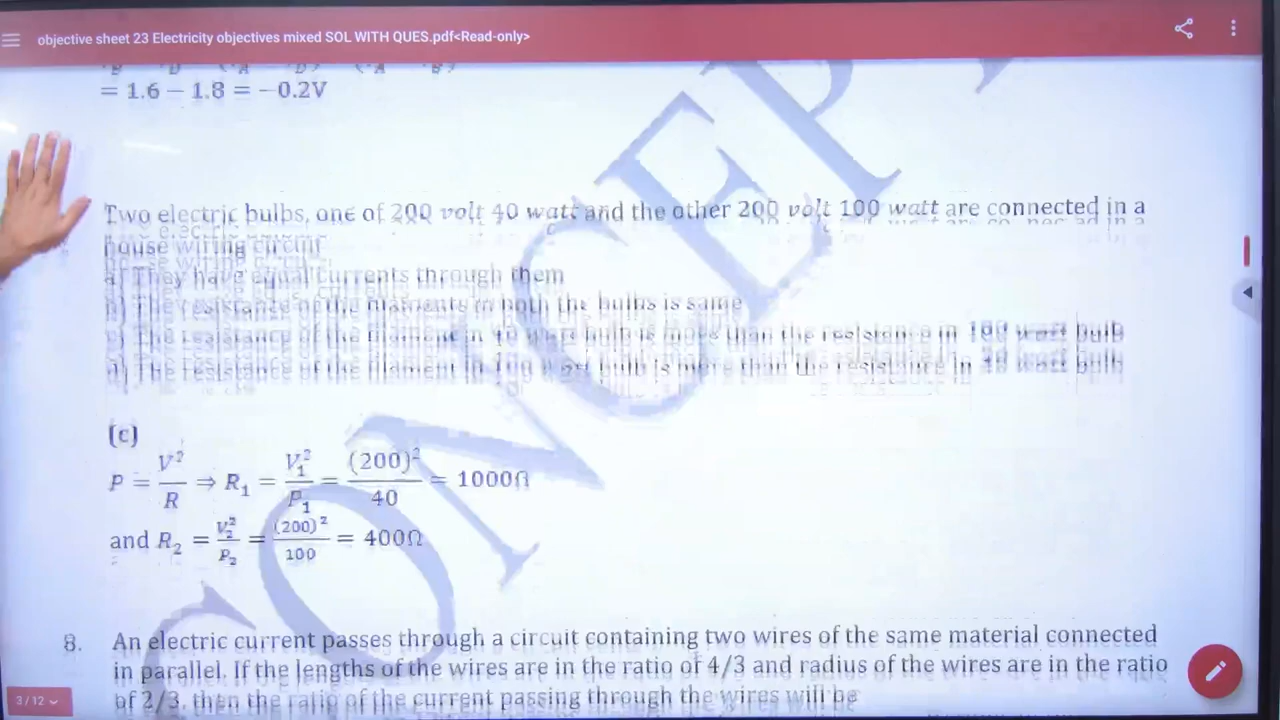 objective sheet 23 Electricity objectives mixed SOL WITH QUES.pdf<Read-only>
= 1.6 − 1.8 = −0.2V
Two electric bulbs, one of 200 volt 40 watt and the other 200 volt 100 watt are connected in a
house wiring circuit
a) They have equal currents through them
b) The resistance of the filaments in both the bulbs is same
c) The resistance of the filament in 40 watt bulb is more than the resistance in 100 watt bulb
d) The resistance of the filament in 100 watt bulb is more than the resistance in 40 watt bulb
(c)
P = V²/R ⇒ R₁ = V₁²/P₁ = (200)²/40 = 1000Ω
and R₂ = V₂²/P₂ = (200)²/100 = 400Ω
8. An electric current passes through a circuit containing two wires of the same material connected
in parallel. If the lengths of the wires are in the ratio of 4/3 and radius of the wires are in the ratio
of 2/3, then the ratio of the current passing through the wires will be
3 / 12
CONCEP